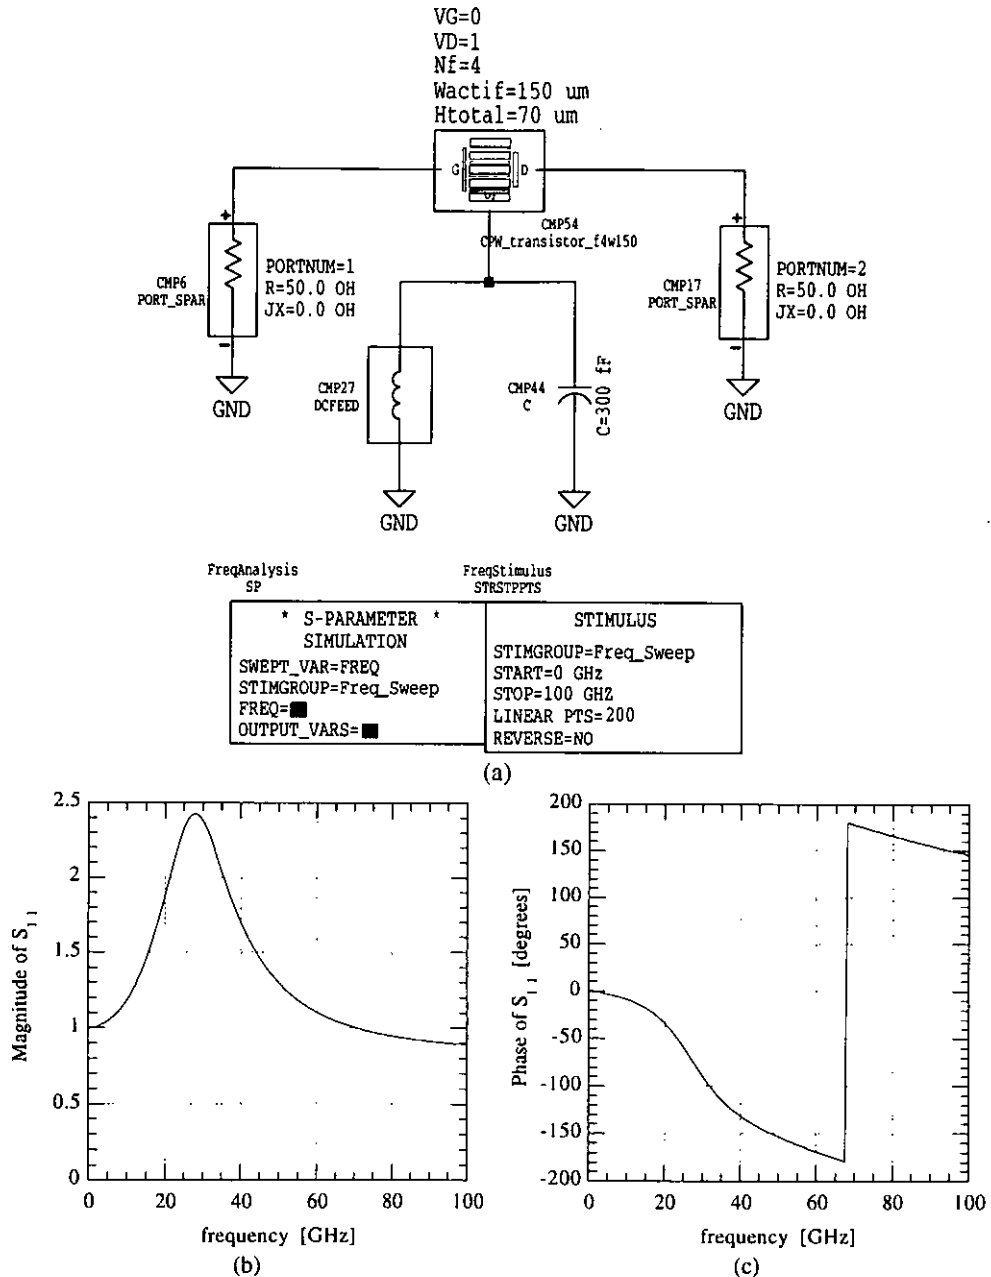 VG=0
VD=1
Nf=4
Wactif=150 um
Htotal=70 um
G
D
S
CMP54
CPW_transistor_f4w150
+
CMP6
PORT_SPAR
PORTNUM=1
R=50.0 OH
JX=0.0 OH
-
GND
+
CMP17
PORT_SPAR
PORTNUM=2
R=50.0 OH
JX=0.0 OH
-
GND
CMP27
DCFEED
GND
CMP44
C
C=300 fF
GND
FreqAnalysis
SP
FreqStimulus
STRSTPPTS
* S-PARAMETER *
SIMULATION
SWEPT_VAR=FREQ
STIMGROUP=Freq_Sweep
FREQ=
OUTPUT_VARS=
STIMULUS
STIMGROUP=Freq_Sweep
START=0 GHz
STOP=100 GHZ
LINEAR PTS=200
REVERSE=NO
(a)
Magnitude of S11
2.5
2
1.5
1
0.5
0
0 20 40 60 80 100
frequency [GHz]
(b)
Phase of S11 [degrees]
200
150
100
50
0
-50
-100
-150
-200
0 20 40 60 80 100
frequency [GHz]
(c)